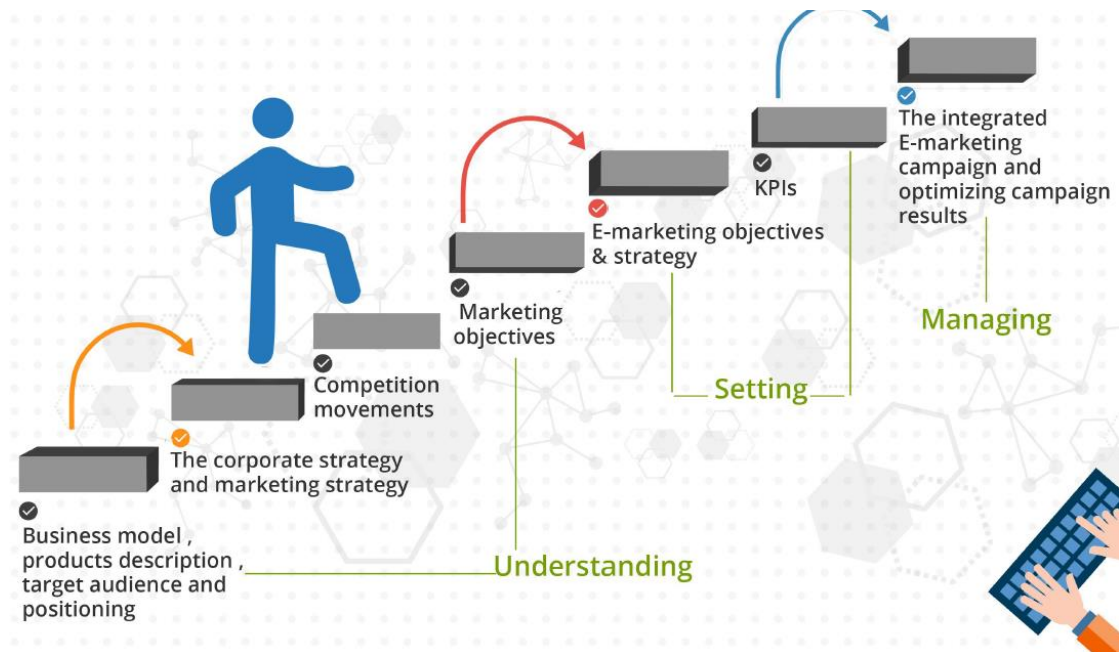 Business model ,
products description ,
target audience and
positioning
The corporate strategy
and marketing strategy
Competition
movements
Marketing
objectives
Understanding
E-marketing objectives
& strategy
KPIs
Setting
The integrated
E-marketing
campaign and
optimizing campaign
results
Managing